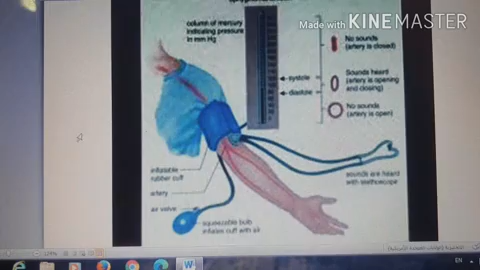 Made with KINEMASTER
column of mercury
indicating pressure
in mm Hg
No sounds
(artery is closed)
systole
diastole
Sounds heard
(artery is opening
and closing)
No sounds
(artery is open)
inflatable
rubber cuff
artery
air valve
squeezable bulb
inflates cuff with air
sounds are heard
with stethoscope
EN